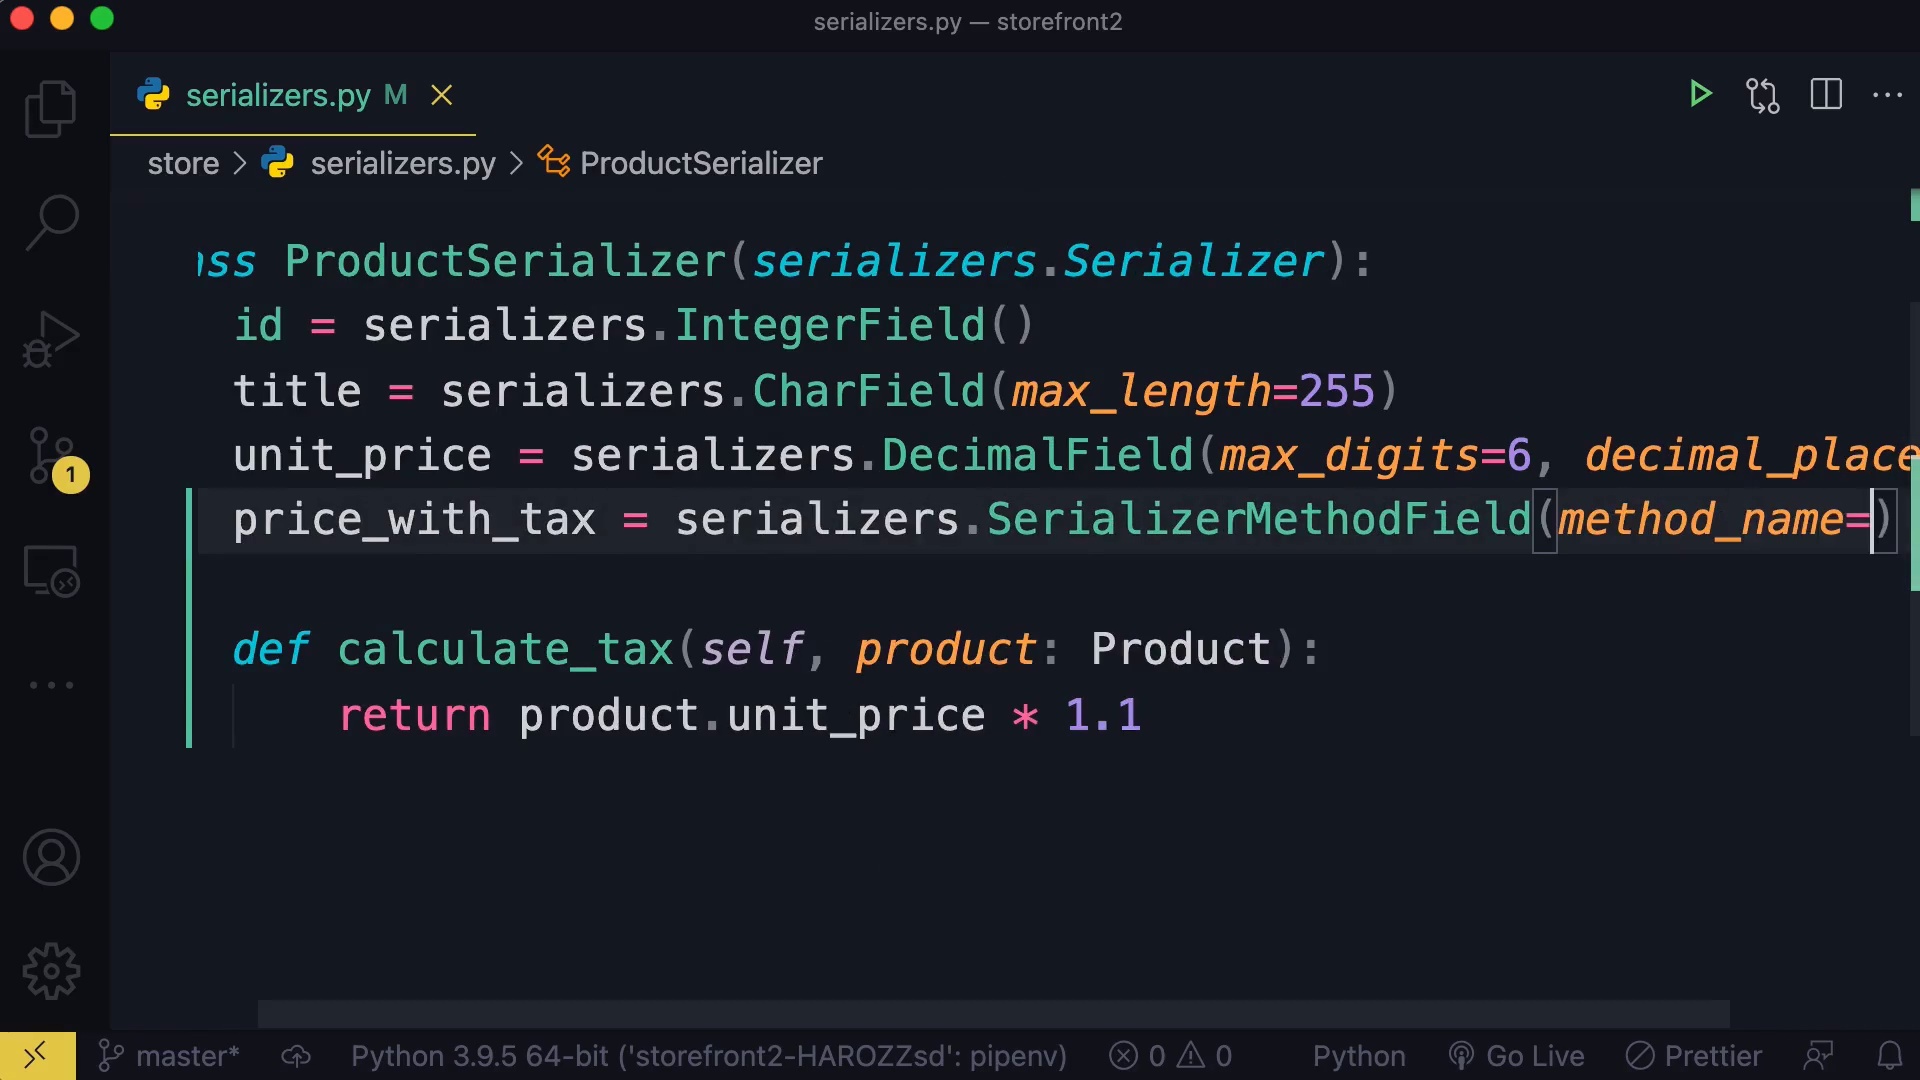 serializers.py — storefront2
serializers.py M
store > serializers.py > ProductSerializer
ass ProductSerializer(serializers.Serializer):
id = serializers.IntegerField()
title = serializers.CharField(max_length=255)
unit_price = serializers.DecimalField(max_digits=6, decimal_place
price_with_tax = serializers.SerializerMethodField(method_name=)
def calculate_tax(self, product: Product):
return product.unit_price * 1.1
1
master* Python 3.9.5 64-bit ('storefront2-HAROZZsd': pipenv) 0 0 Python Go Live Prettier